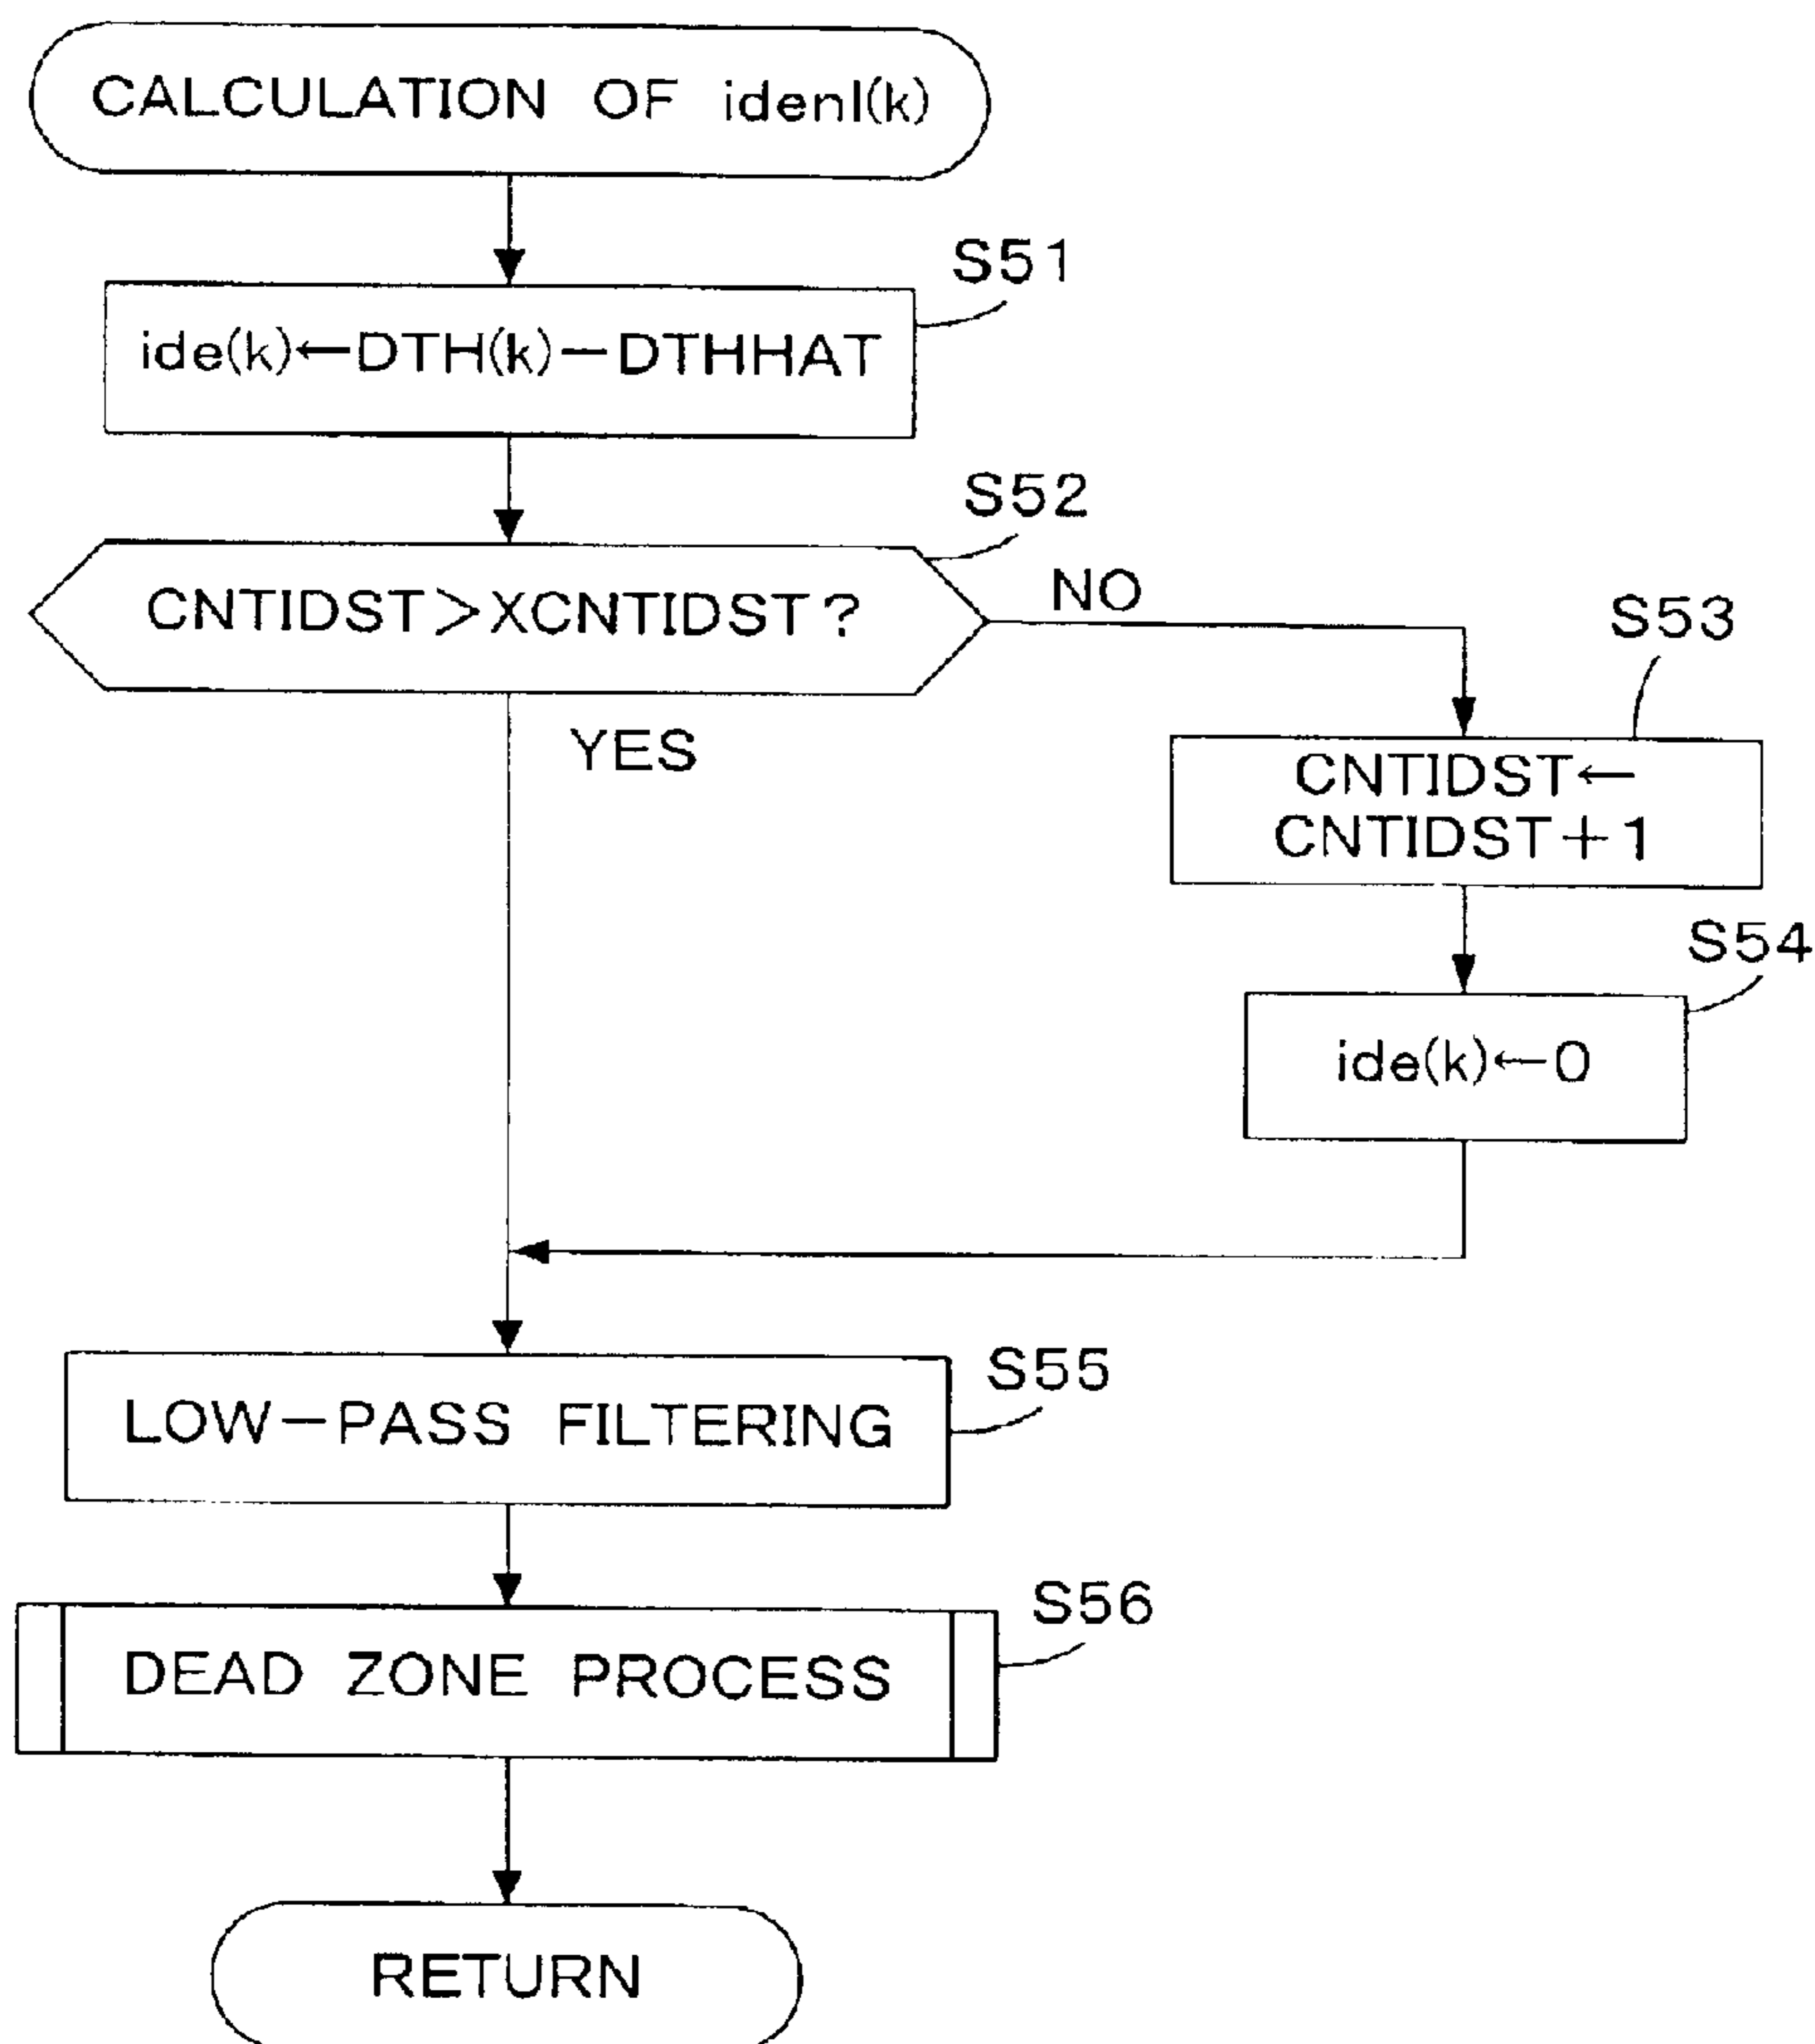 CALCULATION OF idenl(k)
S51
ide(k)←DTH(k)−DTHHAT
S52
CNTIDST>XCNTIDST?
NO
YES
S53
CNTIDST←
CNTIDST+1
S54
ide(k)←0
S55
LOW−PASS FILTERING
S56
DEAD ZONE PROCESS
RETURN